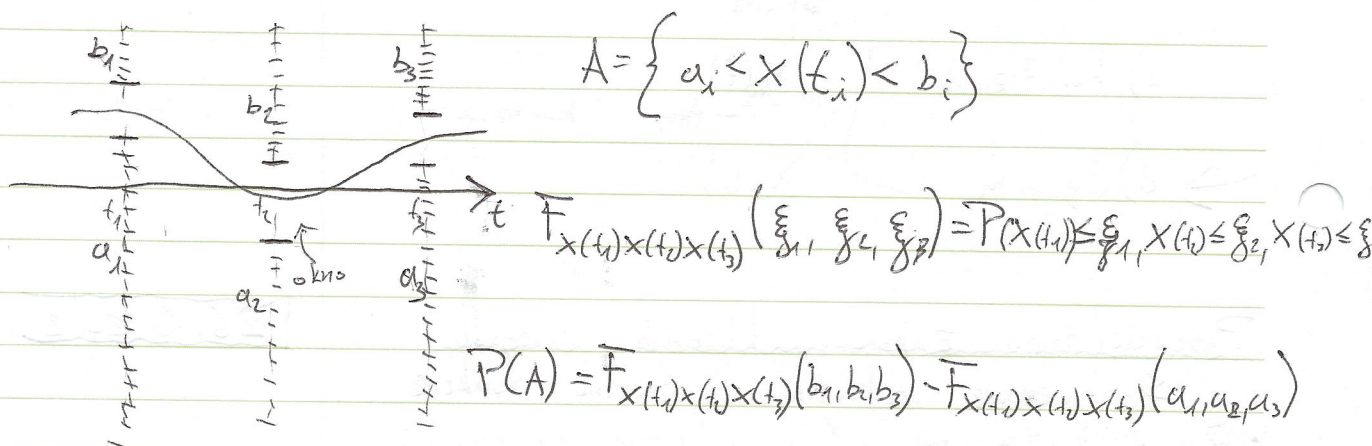 b₁ b₂ b₃
A = { aᵢ < X(tᵢ) < bᵢ }
t₁ t₂ t₃ t
a₁ a₂ a₃
окно
F_{X(t₁)X(t₂)X(t₃)}(ξ₁, ξ₂, ξ₃) = P(X(t₁) ≤ ξ₁, X(t₂) ≤ ξ₂, X(t₃) ≤ ξ
P(A) = F_{X(t₁)X(t₂)X(t₃)}(b₁, b₂, b₃) - F_{X(t₁)X(t₂)X(t₃)}(a₁, a₂, a₃)